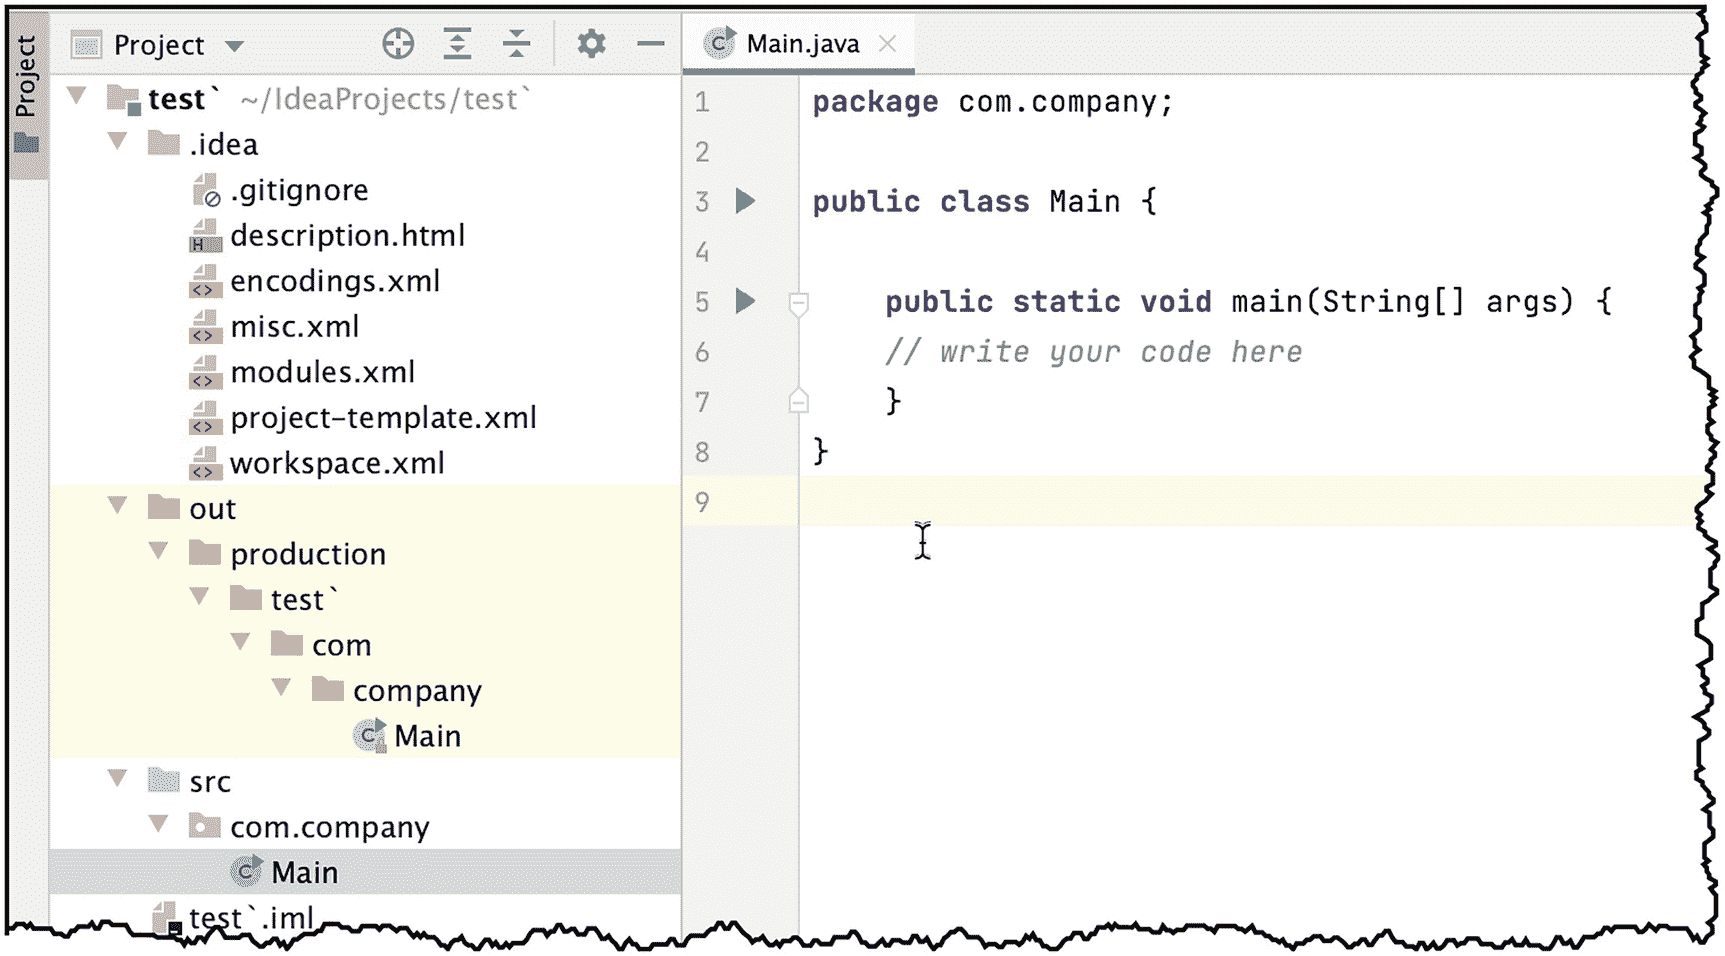 Project
Project
test` ~/IdeaProjects/test`
.idea
.gitignore
description.html
encodings.xml
misc.xml
modules.xml
project-template.xml
workspace.xml
out
production
test`
com
company
Main
src
com.company
Main
test`.iml
Main.java
1 package com.company;
2
3 public class Main {
4
5 public static void main(String[] args) {
6 // write your code here
7 }
8 }
9